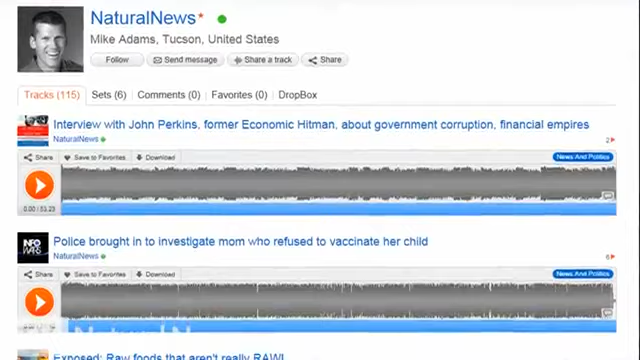 NaturalNews*
Mike Adams, Tucson, United States
Follow Send message Share a track Share
Tracks (115) Sets (6) Comments (0) Favorites (0) DropBox
Interview with John Perkins, former Economic Hitman, about government corruption, financial empires
NaturalNews 2
Share Save to Favorites Download News And Politics
0.00 / 53.23
INFO WARS
Police brought in to investigate mom who refused to vaccinate her child
NaturalNews 6
Share Save to Favorites Download News And Politics
Natural N
Exposed: Raw foods that aren't really RAW!